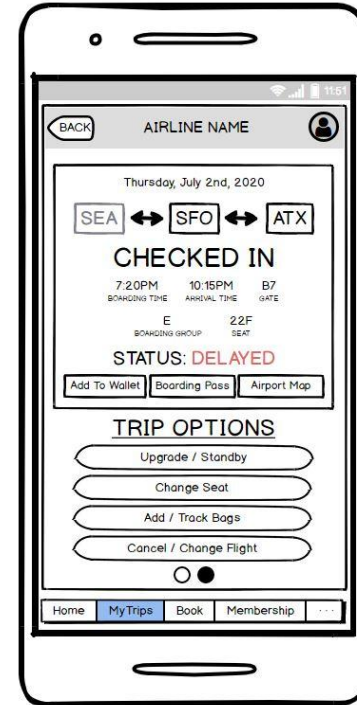 11:51
BACK AIRLINE NAME
Thursday, July 2nd, 2020
SEA SFO ATX
CHECKED IN
7:20PM 10:15PM B7
BOARDING TIME ARRIVAL TIME GATE
E 22F
BOARDING GROUP SEAT
STATUS: DELAYED
Add To Wallet Boarding Pass Airport Map
TRIP OPTIONS
Upgrade / Standby
Change Seat
Add / Track Bags
Cancel / Change Flight
Home MyTrips Book Membership ...